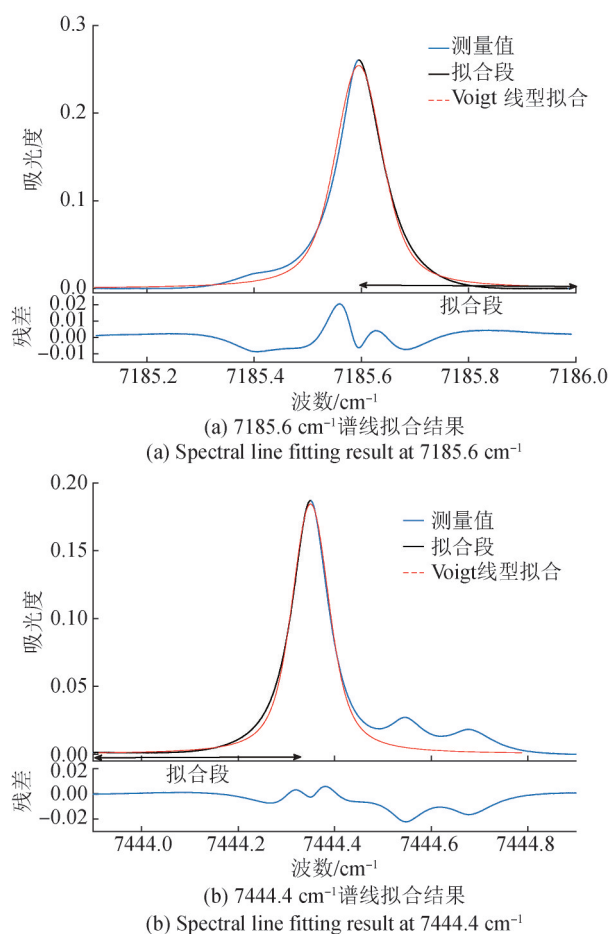 0.3
测量值
拟合段
Voigt 线型拟合
0.2
吸光度
0.1
0.0
拟合段
0.02
0.01
0.00
−0.01
残差
7185.2 7185.4 7185.6 7185.8 7186.0
波数/cm⁻¹
(a) 7185.6 cm⁻¹谱线拟合结果
(a) Spectral line fitting result at 7185.6 cm⁻¹
0.20
测量值
拟合段
Voigt线型拟合
0.15
吸光度
0.10
0.05
0.00
拟合段
0.02
0.00
−0.02
残差
7444.0 7444.2 7444.4 7444.6 7444.8
波数/cm⁻¹
(b) 7444.4 cm⁻¹谱线拟合结果
(b) Spectral line fitting result at 7444.4 cm⁻¹